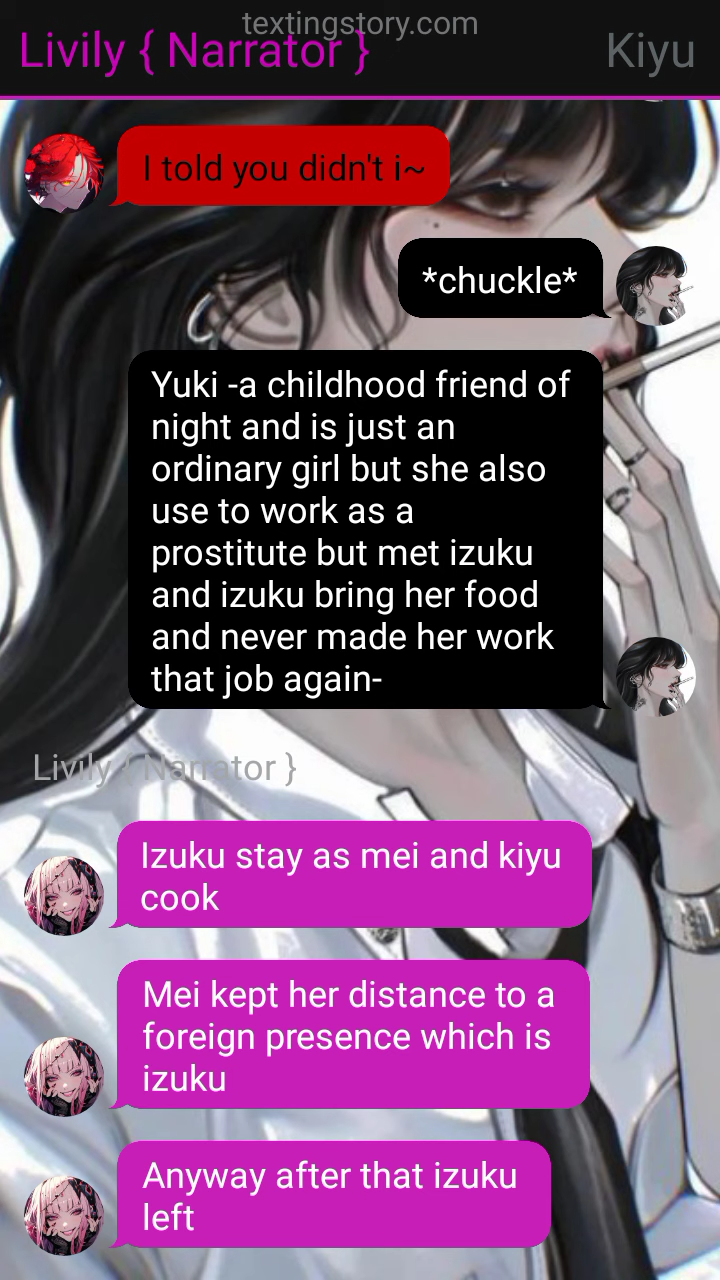 textingstory.com
Livily { Narrator }
Kiyu
I told you didn't i~
*chuckle*
Yuki -a childhood friend of
night and is just an
ordinary girl but she also
use to work as a
prostitute but met izuku
and izuku bring her food
and never made her work
that job again-
Livily { Narrator }
Izuku stay as mei and kiyu
cook
Mei kept her distance to a
foreign presence which is
izuku
Anyway after that izuku
left